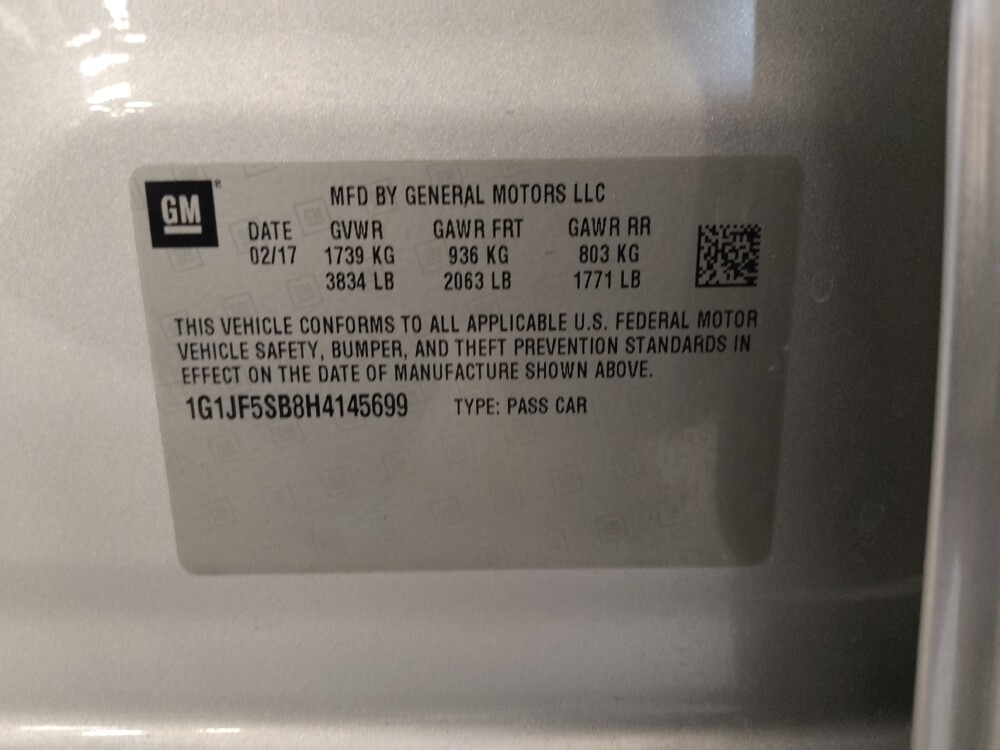 GM
MFD BY GENERAL MOTORS LLC
DATE GVWR GAWR FRT GAWR RR
02/17 1739 KG 936 KG 803 KG
3834 LB 2063 LB 1771 LB
THIS VEHICLE CONFORMS TO ALL APPLICABLE U.S. FEDERAL MOTOR
VEHICLE SAFETY, BUMPER, AND THEFT PREVENTION STANDARDS IN
EFFECT ON THE DATE OF MANUFACTURE SHOWN ABOVE.
1G1JF5SB8H4145699 TYPE: PASS CAR